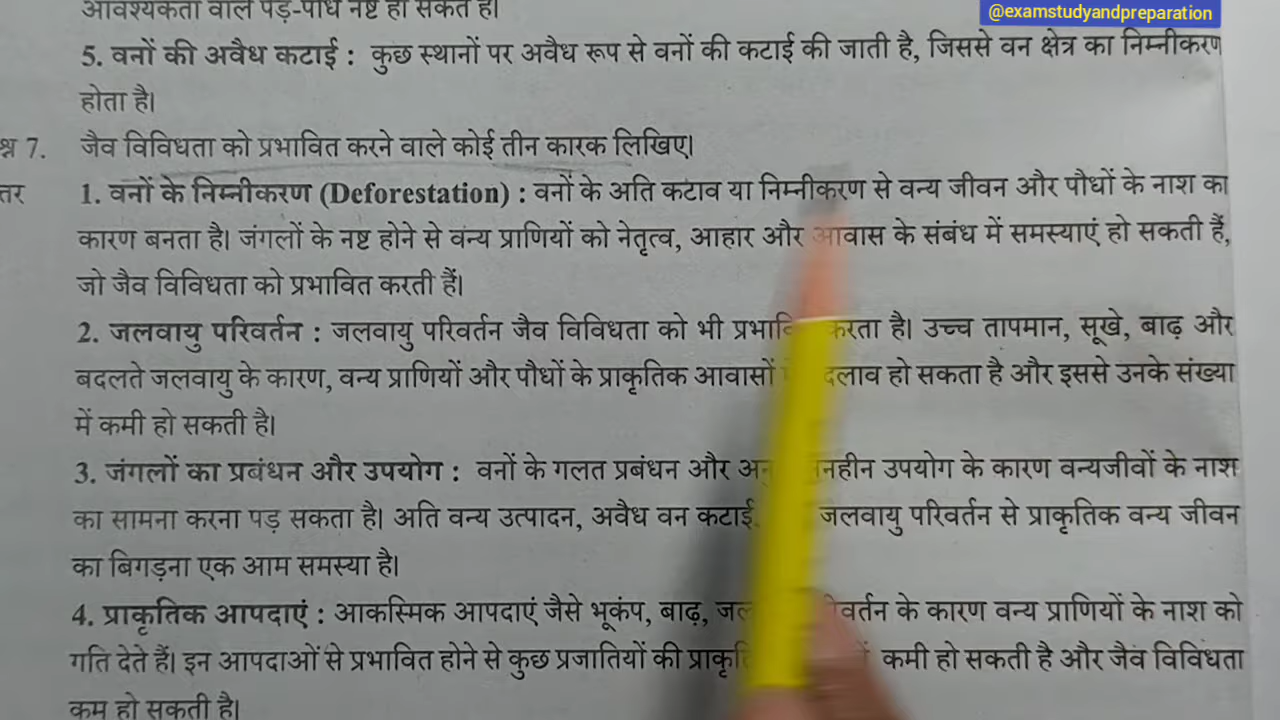 @examstudyandpreparation
आवश्यकता वाले पेड़-पौधे नष्ट हो सकते हैं।
5. वनों की अवैध कटाई : कुछ स्थानों पर अवैध रूप से वनों की कटाई की जाती है, जिससे वन क्षेत्र का निम्नीकरण
होता है।
श्न 7. जैव विविधता को प्रभावित करने वाले कोई तीन कारक लिखिए।
तर 1. वनों के निम्नीकरण (Deforestation) : वनों के अति कटाव या निम्नीकरण से वन्य जीवन और पौधों के नाश का
कारण बनता है। जंगलों के नष्ट होने से वन्य प्राणियों को नेतृत्व, आहार और आवास के संबंध में समस्याएं हो सकती हैं,
जो जैव विविधता को प्रभावित करती हैं।
2. जलवायु परिवर्तन : जलवायु परिवर्तन जैव विविधता को भी करता है। उच्च तापमान, सूखे, बाढ़ और
बदलते जलवायु के कारण, वन्य प्राणियों और पौधों के प्राकृतिक आवासों हो सकता है और इससे उनके संख्या
में कमी हो सकती है।
3. जंगलों का प्रबंधन और उपयोग : वनों के गलत प्रबंधन और उपयोग के कारण वन्यजीवों के नाश
का सामना करना पड़ सकता है। अति वन्य उत्पादन, अवैध वन कटाई, जलवायु परिवर्तन से प्राकृतिक वन्य जीवन
का बिगड़ना एक आम समस्या है।
4. प्राकृतिक आपदाएं : आकस्मिक आपदाएं जैसे भूकंप, बाढ़, के कारण वन्य प्राणियों के नाश को
गति देते हैं। इन आपदाओं से प्रभावित होने से कुछ प्रजातियों की कमी हो सकती है और जैव विविधता
कम हो सकती है।